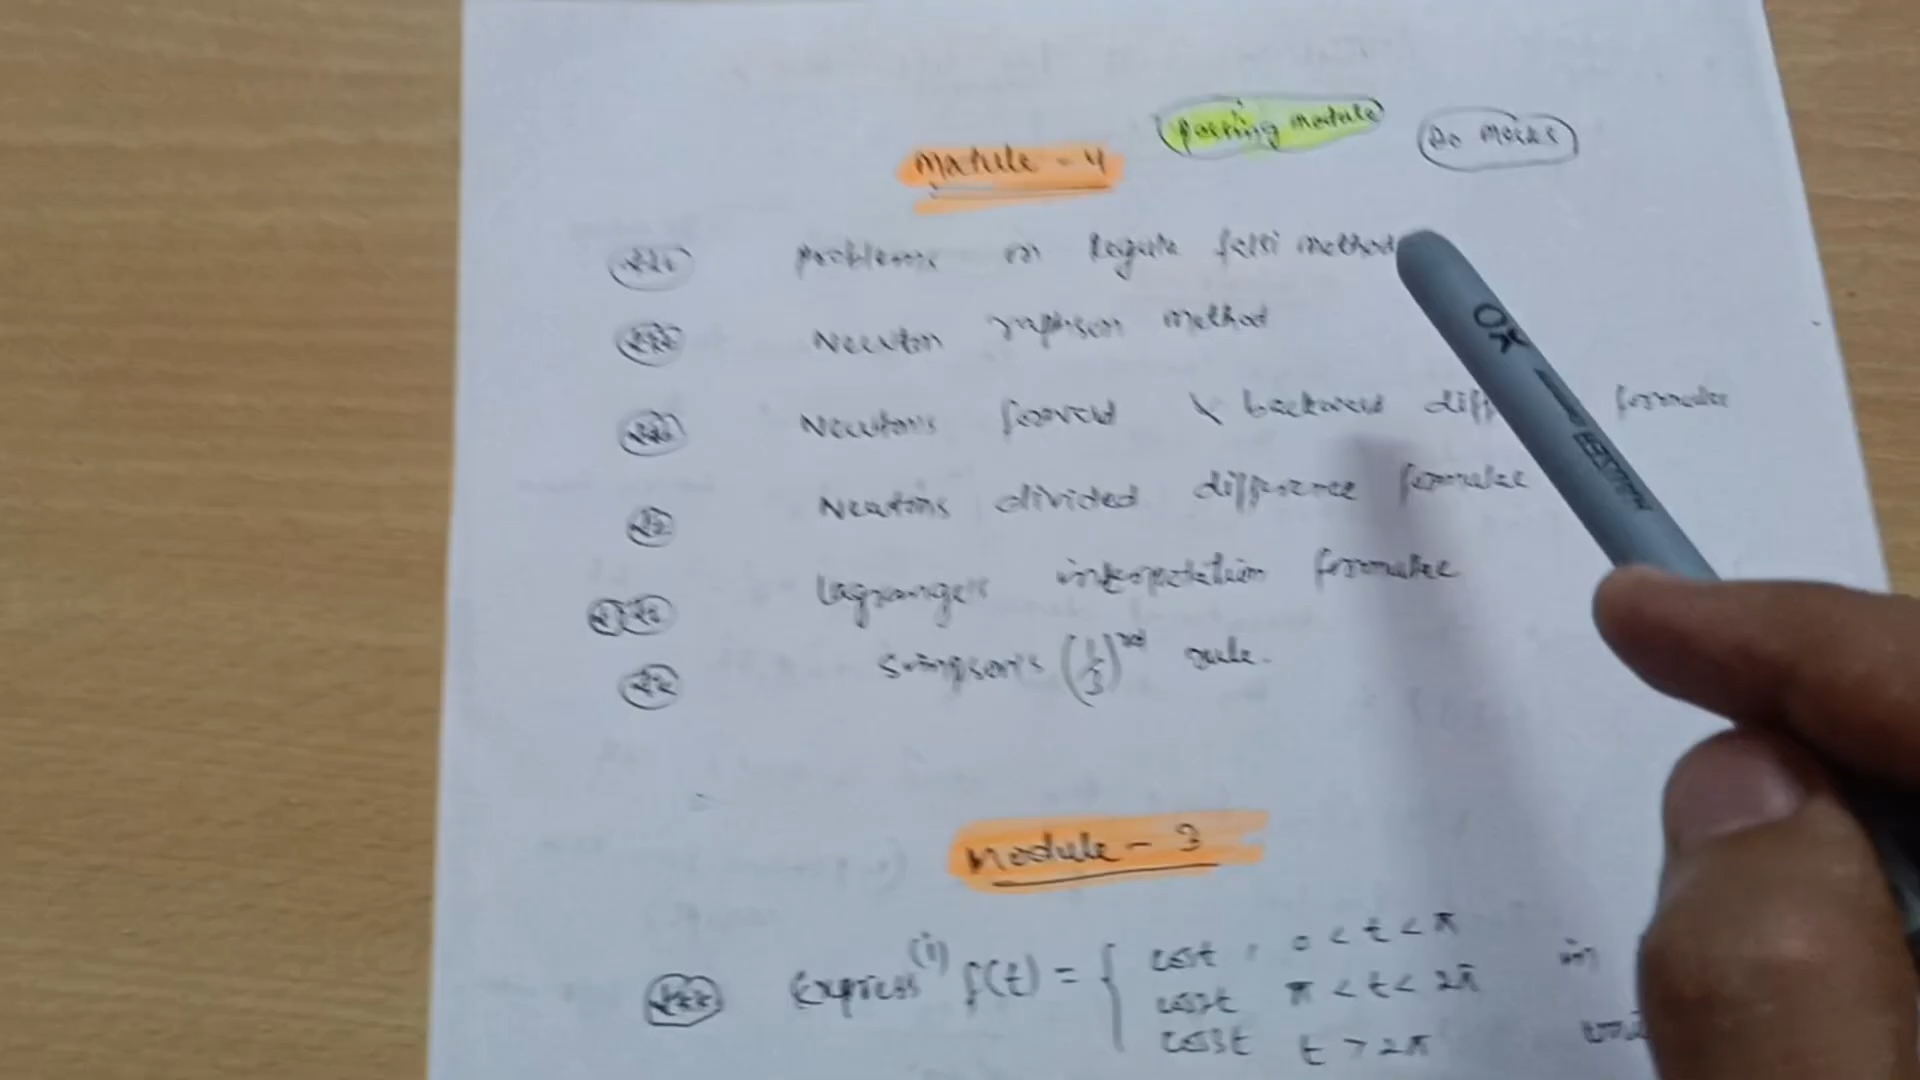 passing module
Module - 4
20 Marks
problems on Regula falsi method
Newton raphson method
Newtons forward & backward diff formulae
Newtons divided difference formulae
lagrange's interpolation formulae
Simpson's (1/3)rd rule.
OK
Module - 3
Express (i) f(t) = { cost , 0 < t < π in
cos2t π < t < 2π
cos3t t > 2π